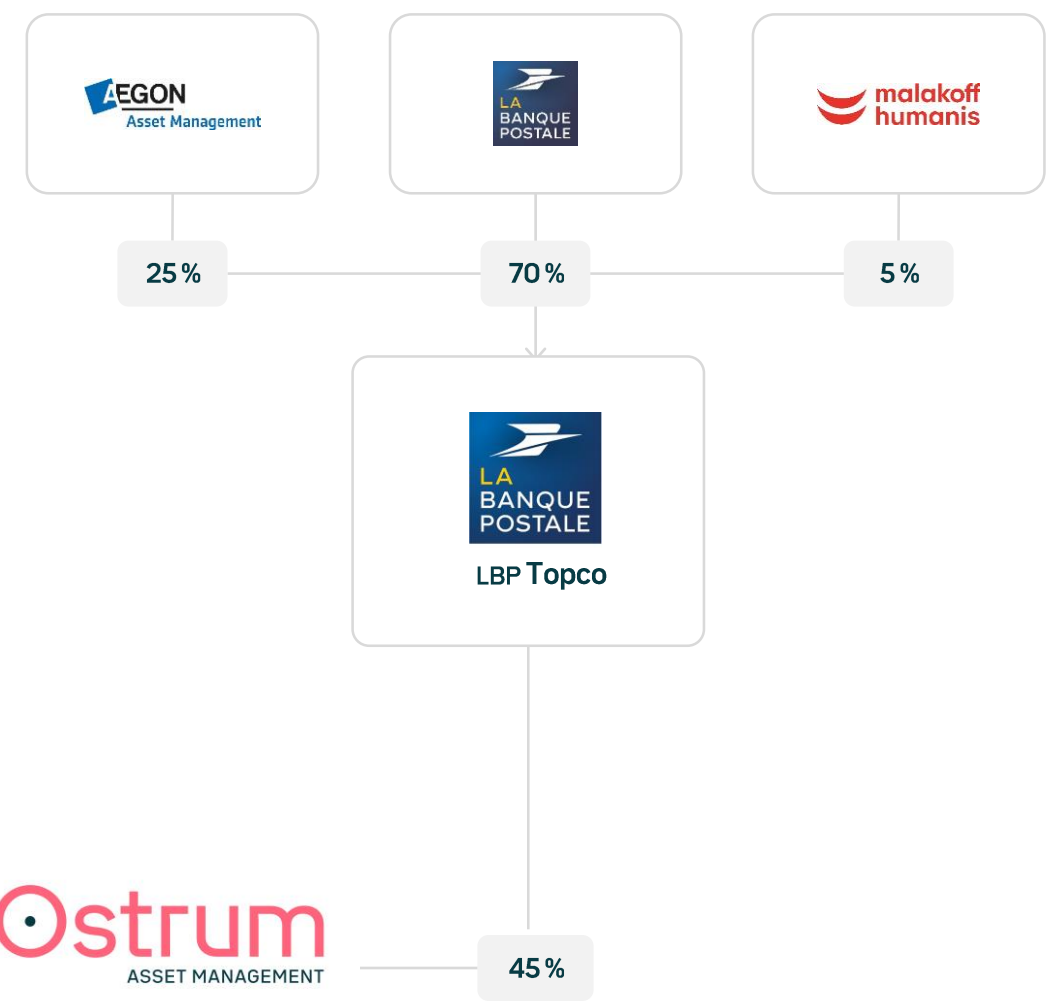 AEGON
Asset Management
LA
BANQUE
POSTALE
malakoff
humanis
25 %
70 %
5 %
LA
BANQUE
POSTALE
LBP Topco
Ostrum
ASSET MANAGEMENT
45 %